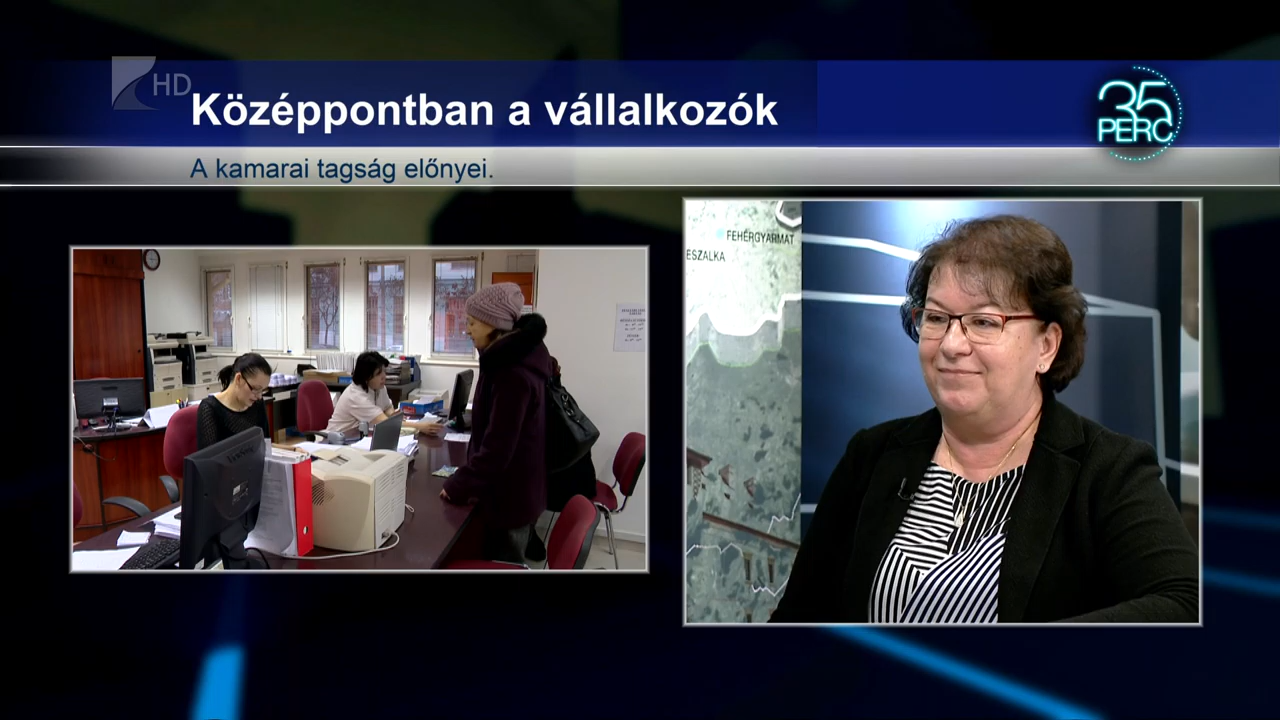 HD
Középpontban a vállalkozók
A kamarai tagság előnyei.
35
PERC
FEHÉRGYARMAT
ESZALKA